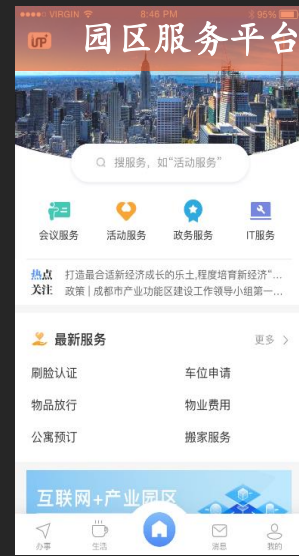 VIRGIN 8:46 PM 95%
园区服务平台
UP
搜服务，如“活动服务”
会议服务 活动服务 政务服务 IT服务
热点 打造最合适新经济成长的乐土,程度培育新经济“...
关注 政策 | 成都市产业功能区建设工作领导小组第一...
最新服务 更多 >
刷脸认证 车位申请
物品放行 物业费用
公寓预订 搬家服务
互联网+产业园区
办事 生活 消息 我的